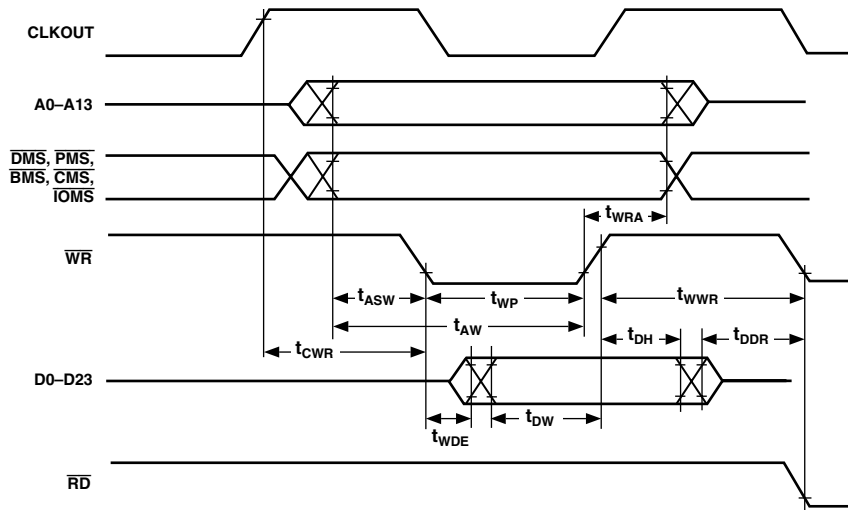 CLKOUT
A0–A13
DMS, PMS,
BMS, CMS,
IOMS
tWRA
WR
tASW
tWP
tWWR
tAW
tCWR
tDH
tDDR
D0–D23
tWDE
tDW
RD